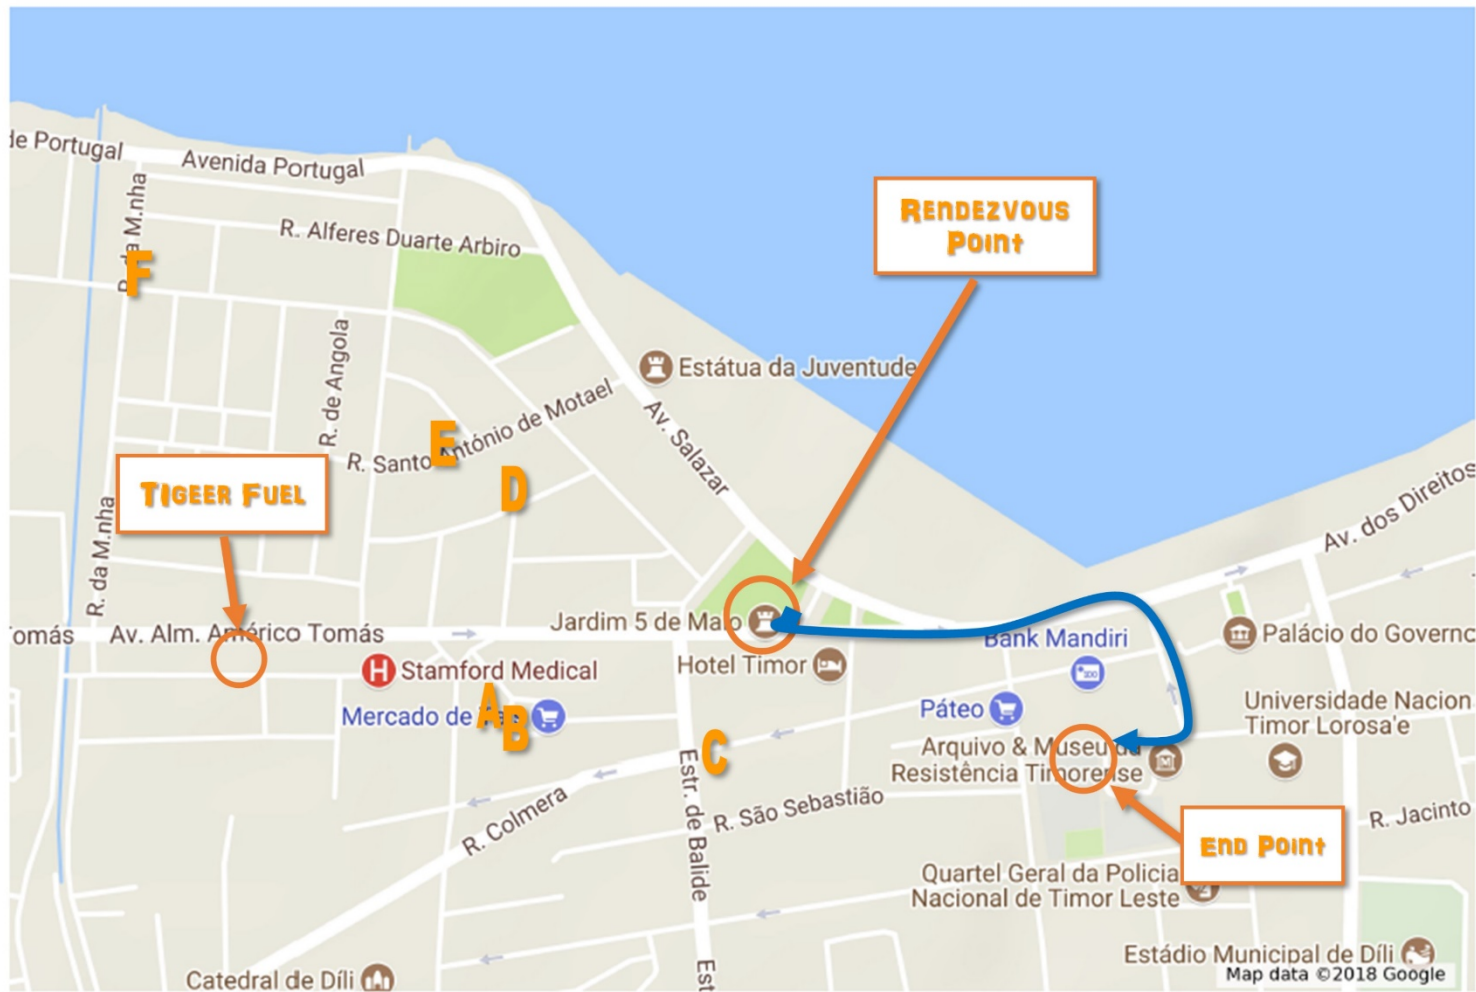 de Portugal
Avenida Portugal
R. da M.nha
R. Alferes Duarte Arbiro
RENDEZVOUS
POINT
F
R. de Angola
Estátua da Juventude
Av. Salazar
E
R. Santo António de Motael
D
TIGEER FUEL
R. da M.nha
Av. dos Direitos
omás
Av. Alm. Américo Tomás
Jardim 5 de Maio
Bank Mandiri
Palácio do Governo
Hotel Timor
H
Stamford Medical
A
B
Mercado de
Páteo
Universidade Nacion
Timor Lorosa'e
C
Arquivo & Museu da
Resistência Timorense
Estr. de Balide
R. Colmera
R. São Sebastião
R. Jacinto
END POINT
Quartel Geral da Policia
Nacional de Timor Leste
Estádio Municipal de Díli
Catedral de Díli
Est
Map data ©2018 Google